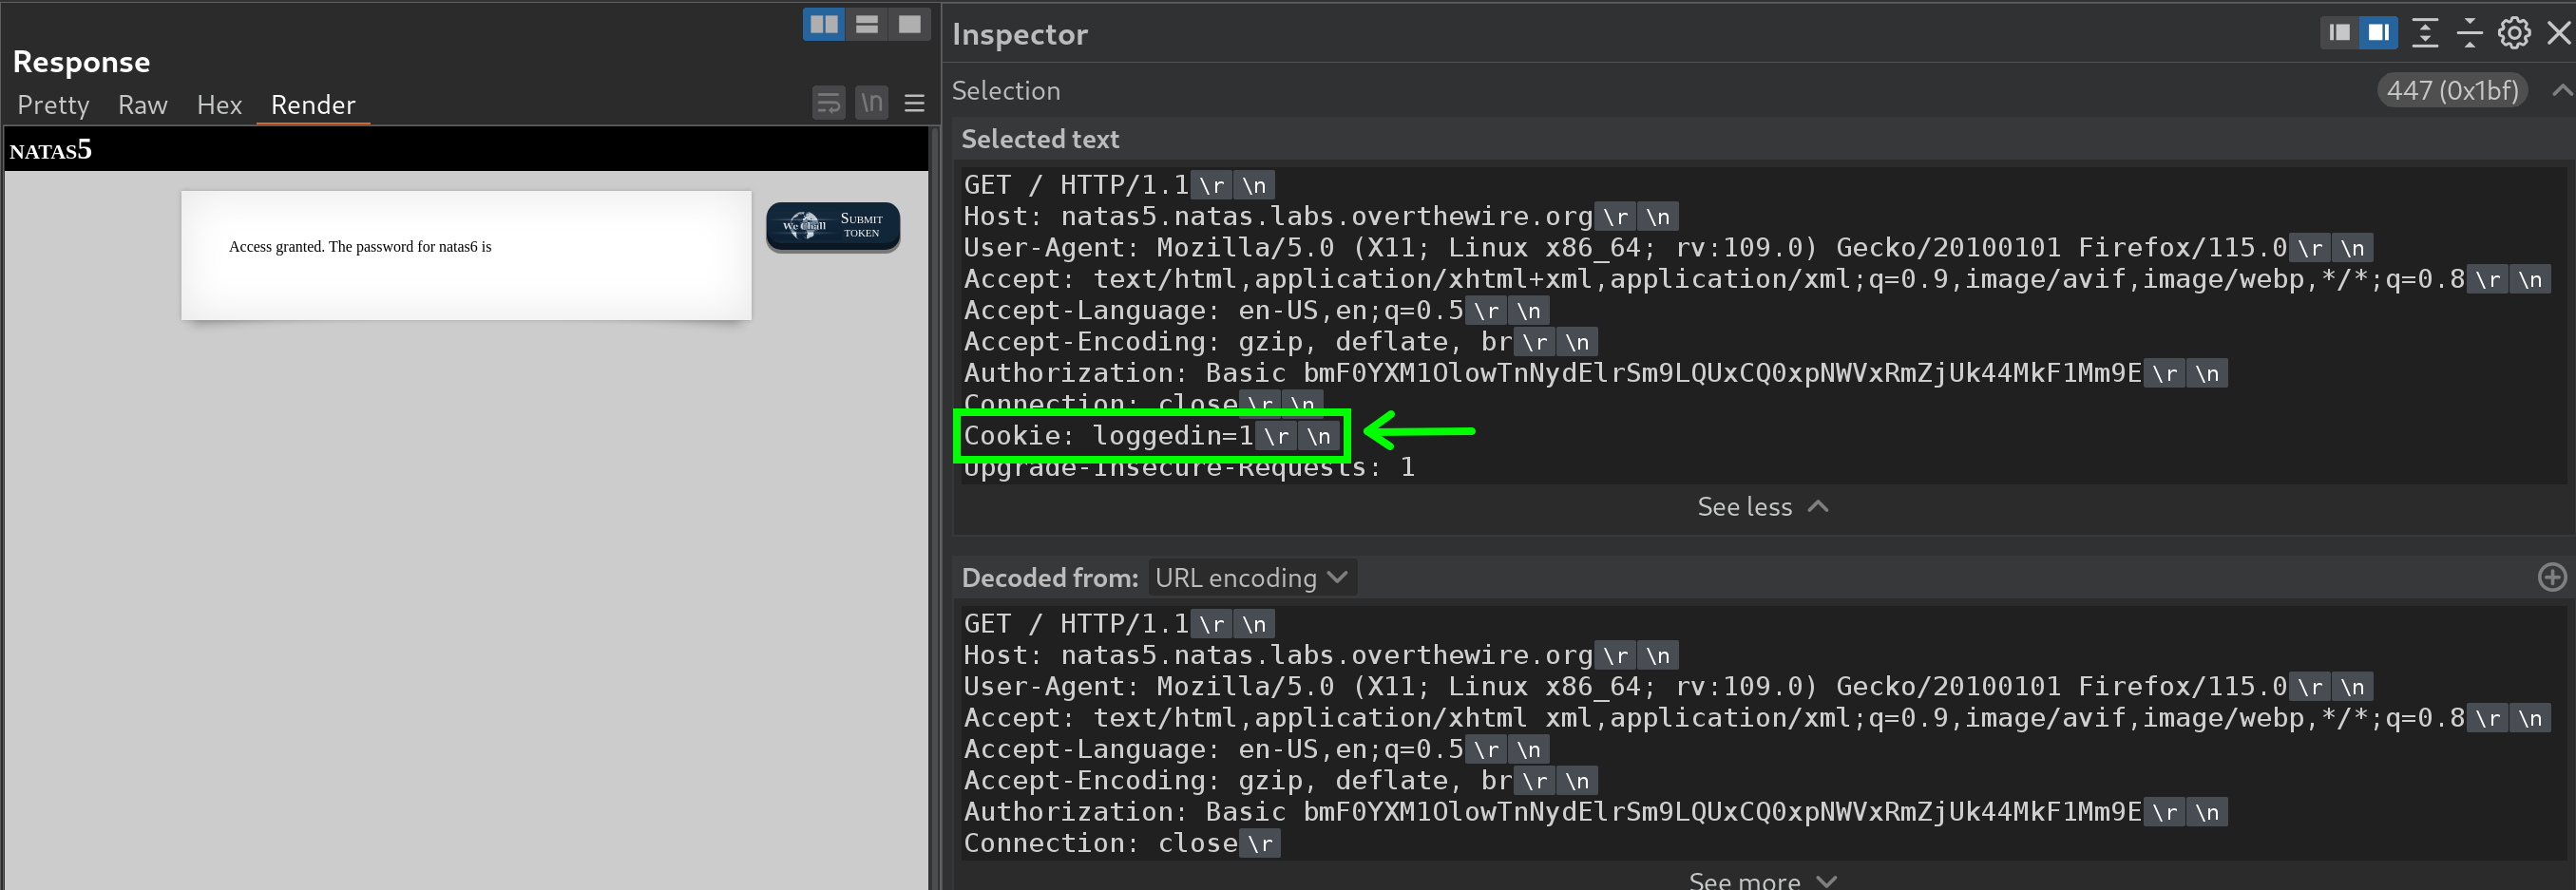 Response
Pretty Raw Hex Render
\n
NATAS5
Access granted. The password for natas6 is
We Chall
SUBMIT
TOKEN
Inspector
Selection
447 (0x1bf)
Selected text
GET / HTTP/1.1\r \n
Host: natas5.natas.labs.overthewire.org\r \n
User-Agent: Mozilla/5.0 (X11; Linux x86_64; rv:109.0) Gecko/20100101 Firefox/115.0\r \n
Accept: text/html,application/xhtml+xml,application/xml;q=0.9,image/avif,image/webp,*/*;q=0.8\r \n
Accept-Language: en-US,en;q=0.5\r \n
Accept-Encoding: gzip, deflate, br\r \n
Authorization: Basic bmF0YXM1OlowTnNydElrSm9LQUxCQ0xpNWVxRmZjUk44MkF1Mm9E\r \n
Connection: close\r \n
Cookie: loggedin=1\r \n
Upgrade-Insecure-Requests: 1
See less
Decoded from: URL encoding
GET / HTTP/1.1\r \n
Host: natas5.natas.labs.overthewire.org\r \n
User-Agent: Mozilla/5.0 (X11; Linux x86_64; rv:109.0) Gecko/20100101 Firefox/115.0\r \n
Accept: text/html,application/xhtml xml,application/xml;q=0.9,image/avif,image/webp,*/*;q=0.8\r \n
Accept-Language: en-US,en;q=0.5\r \n
Accept-Encoding: gzip, deflate, br\r \n
Authorization: Basic bmF0YXM1OlowTnNydElrSm9LQUxCQ0xpNWVxRmZjUk44MkF1Mm9E\r \n
Connection: close\r
See more